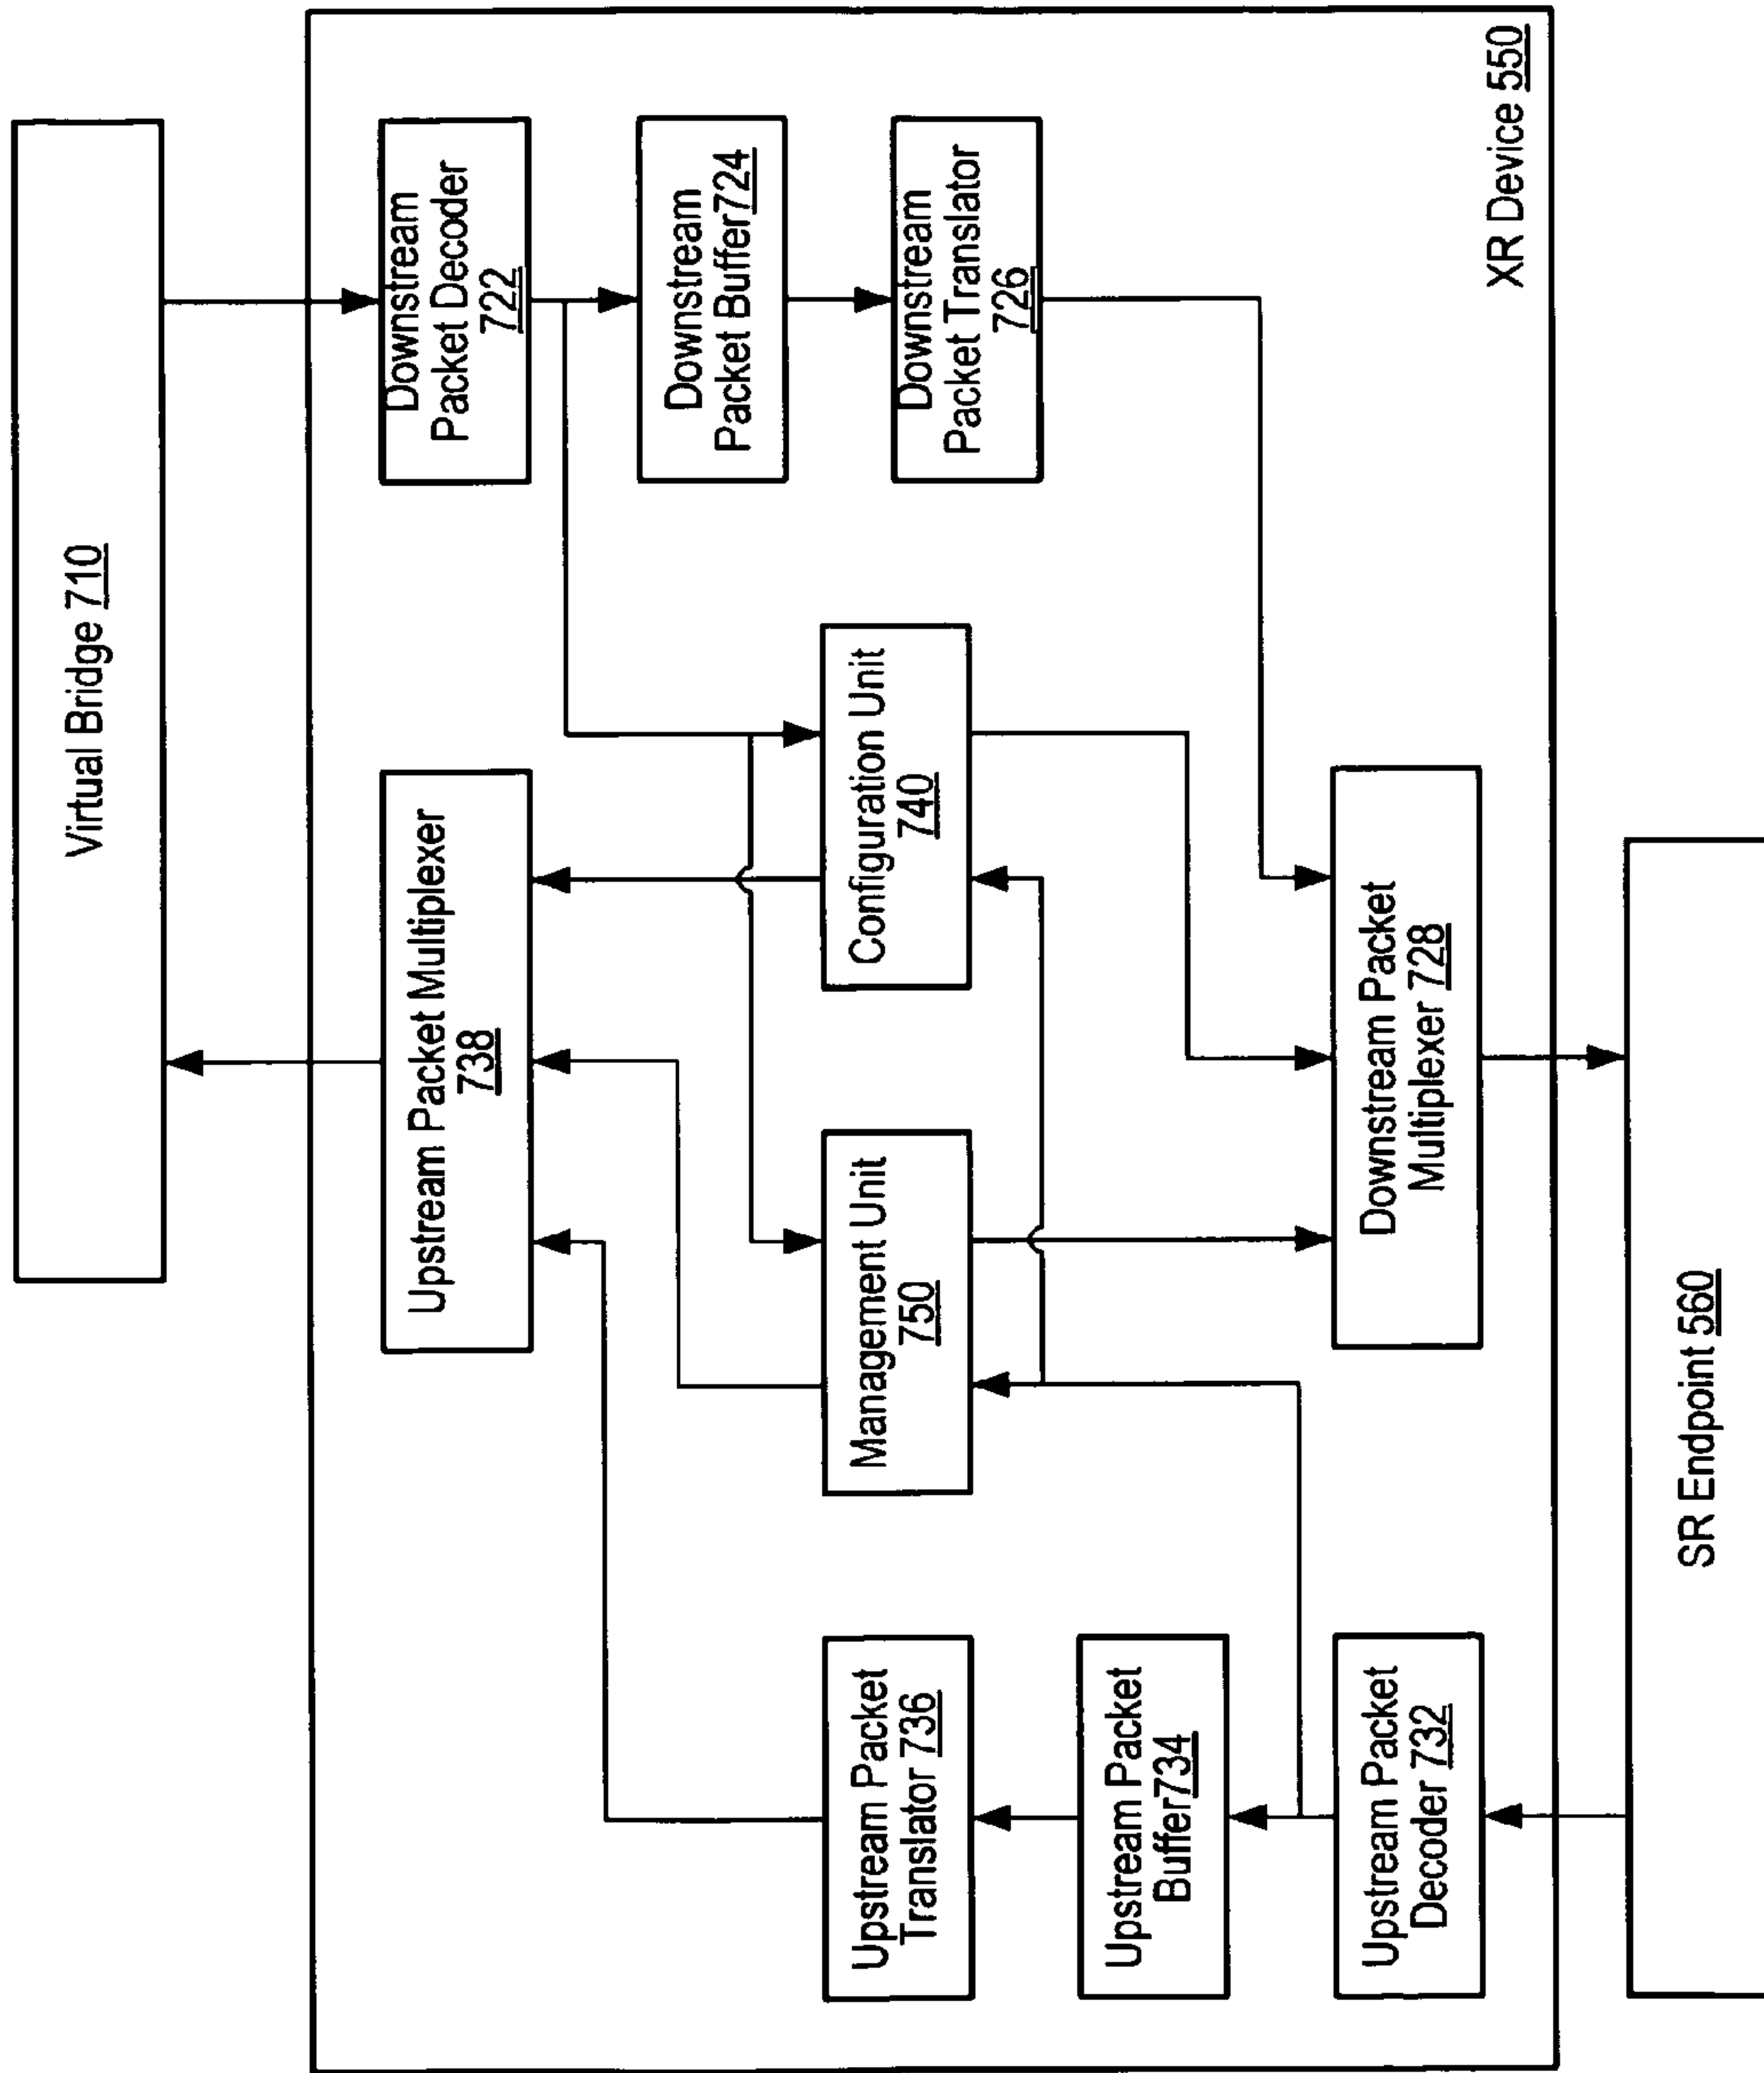 Virtual Bridge 710
Upstream Packet Multiplexer
738
Downstream
Packet Decoder
722
Downstream
Packet Buffer724
Downstream
Packet Translator
726
Upstream Packet
Translator 736
Management Unit
750
Configuration Unit
740
Upstream Packet
Buffer734
Upstream Packet
Decoder 732
Downstream Packet
Multiplexer 728
XR Device 550
SR Endpoint 560